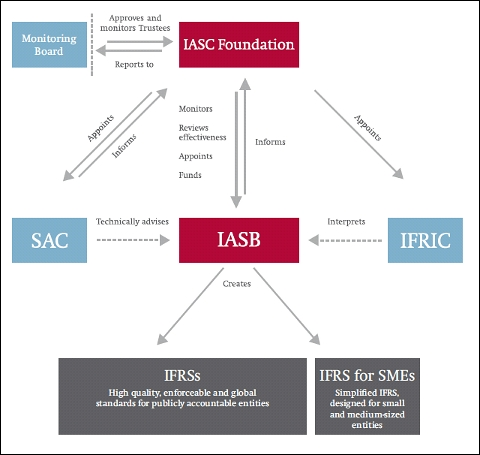 Monitoring
Board
Approves and
monitors Trustees
Reports to
IASC Foundation
Appoints
Informs
Monitors
Reviews
effectiveness
Appoints
Funds
Informs
Appoints
SAC
Technically advises
IASB
Interprets
IFRIC
Creates
IFRSs
High quality, enforceable and global
standards for publicly accountable entities
IFRS for SMEs
Simplified IFRS,
designed for small
and medium-sized
entities